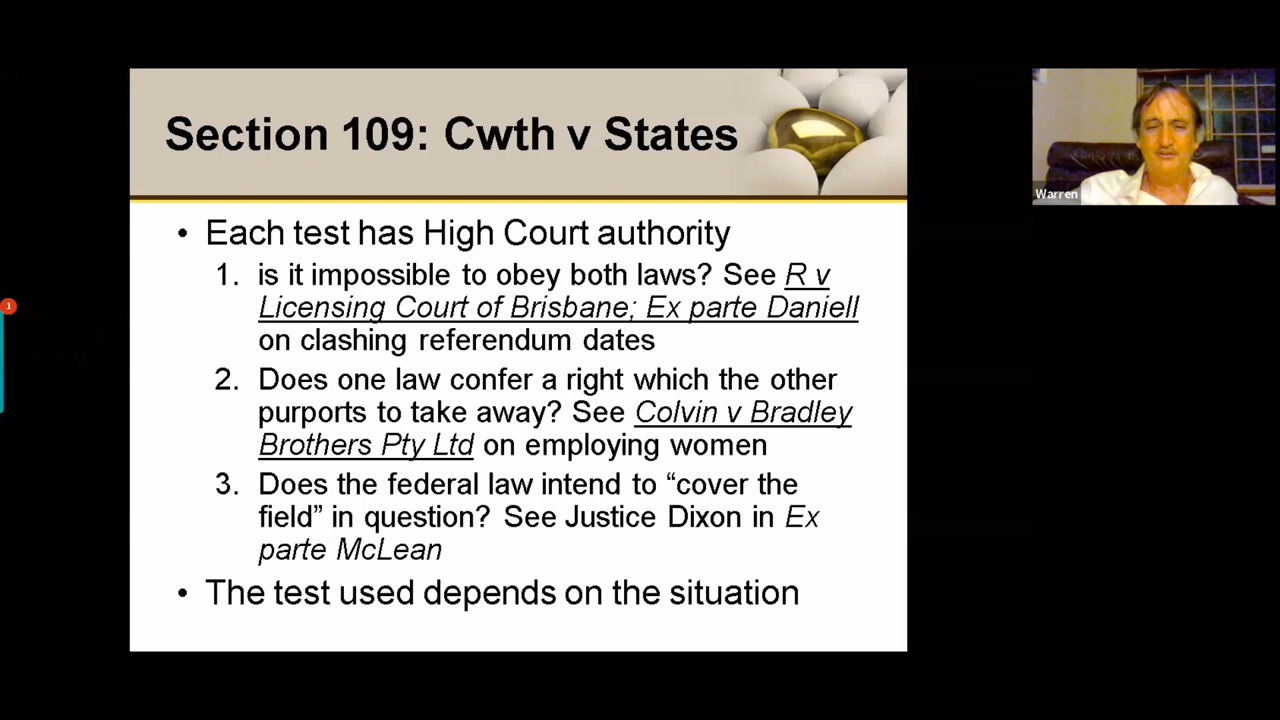 Section 109: Cwth v States
• Each test has High Court authority
1. is it impossible to obey both laws? See R v
Licensing Court of Brisbane; Ex parte Daniell
on clashing referendum dates
2. Does one law confer a right which the other
purports to take away? See Colvin v Bradley
Brothers Pty Ltd on employing women
3. Does the federal law intend to “cover the
field” in question? See Justice Dixon in Ex
parte McLean
• The test used depends on the situation
Warren
1